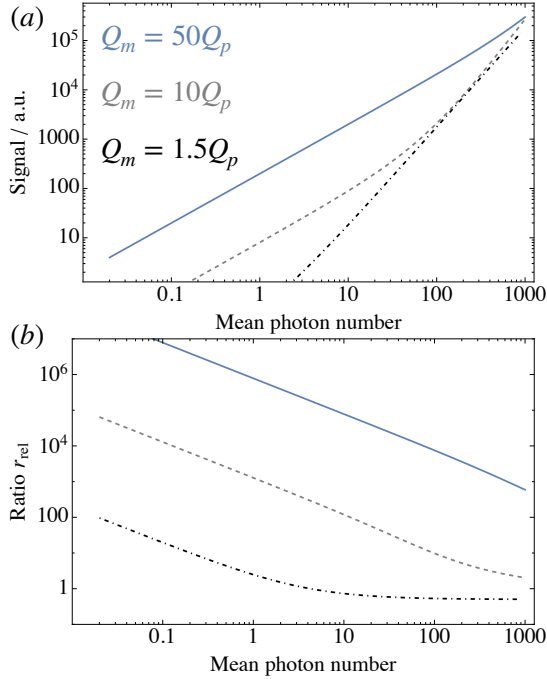 (a)
Q_m = 50Q_p
Q_m = 10Q_p
Q_m = 1.5Q_p
Signal / a.u.
10^5
10^4
1000
100
10
0.1 1 10 100 1000
Mean photon number
(b)
Ratio r_rel
10^6
10^4
100
1
0.1 1 10 100 1000
Mean photon number